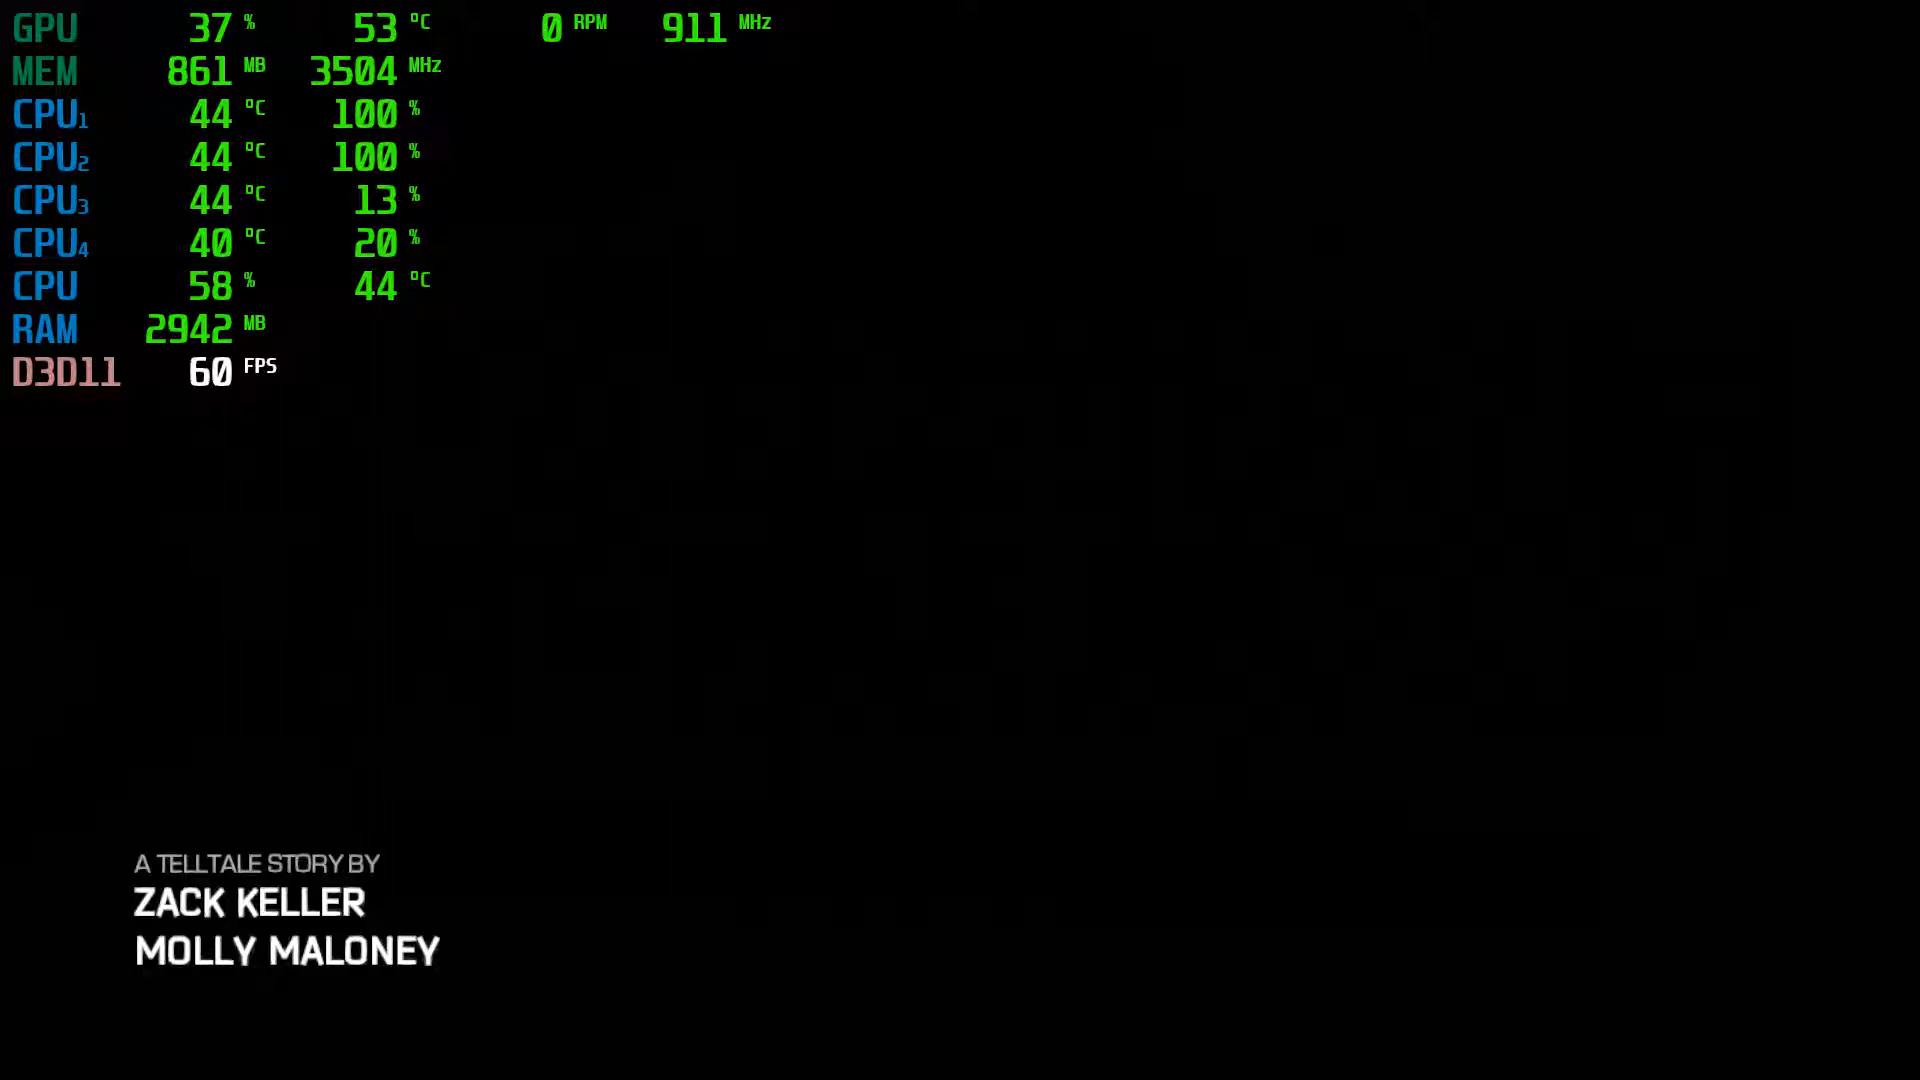 GPU 37 % 53 °C 0 RPM 911 MHz
MEM 861 MB 3504 MHz
CPU1 44 °C 100 %
CPU2 44 °C 100 %
CPU3 44 °C 13 %
CPU4 40 °C 20 %
CPU 58 % 44 °C
RAM 2942 MB
D3D11 60 FPS
A TELLTALE STORY BY
ZACK KELLER
MOLLY MALONEY